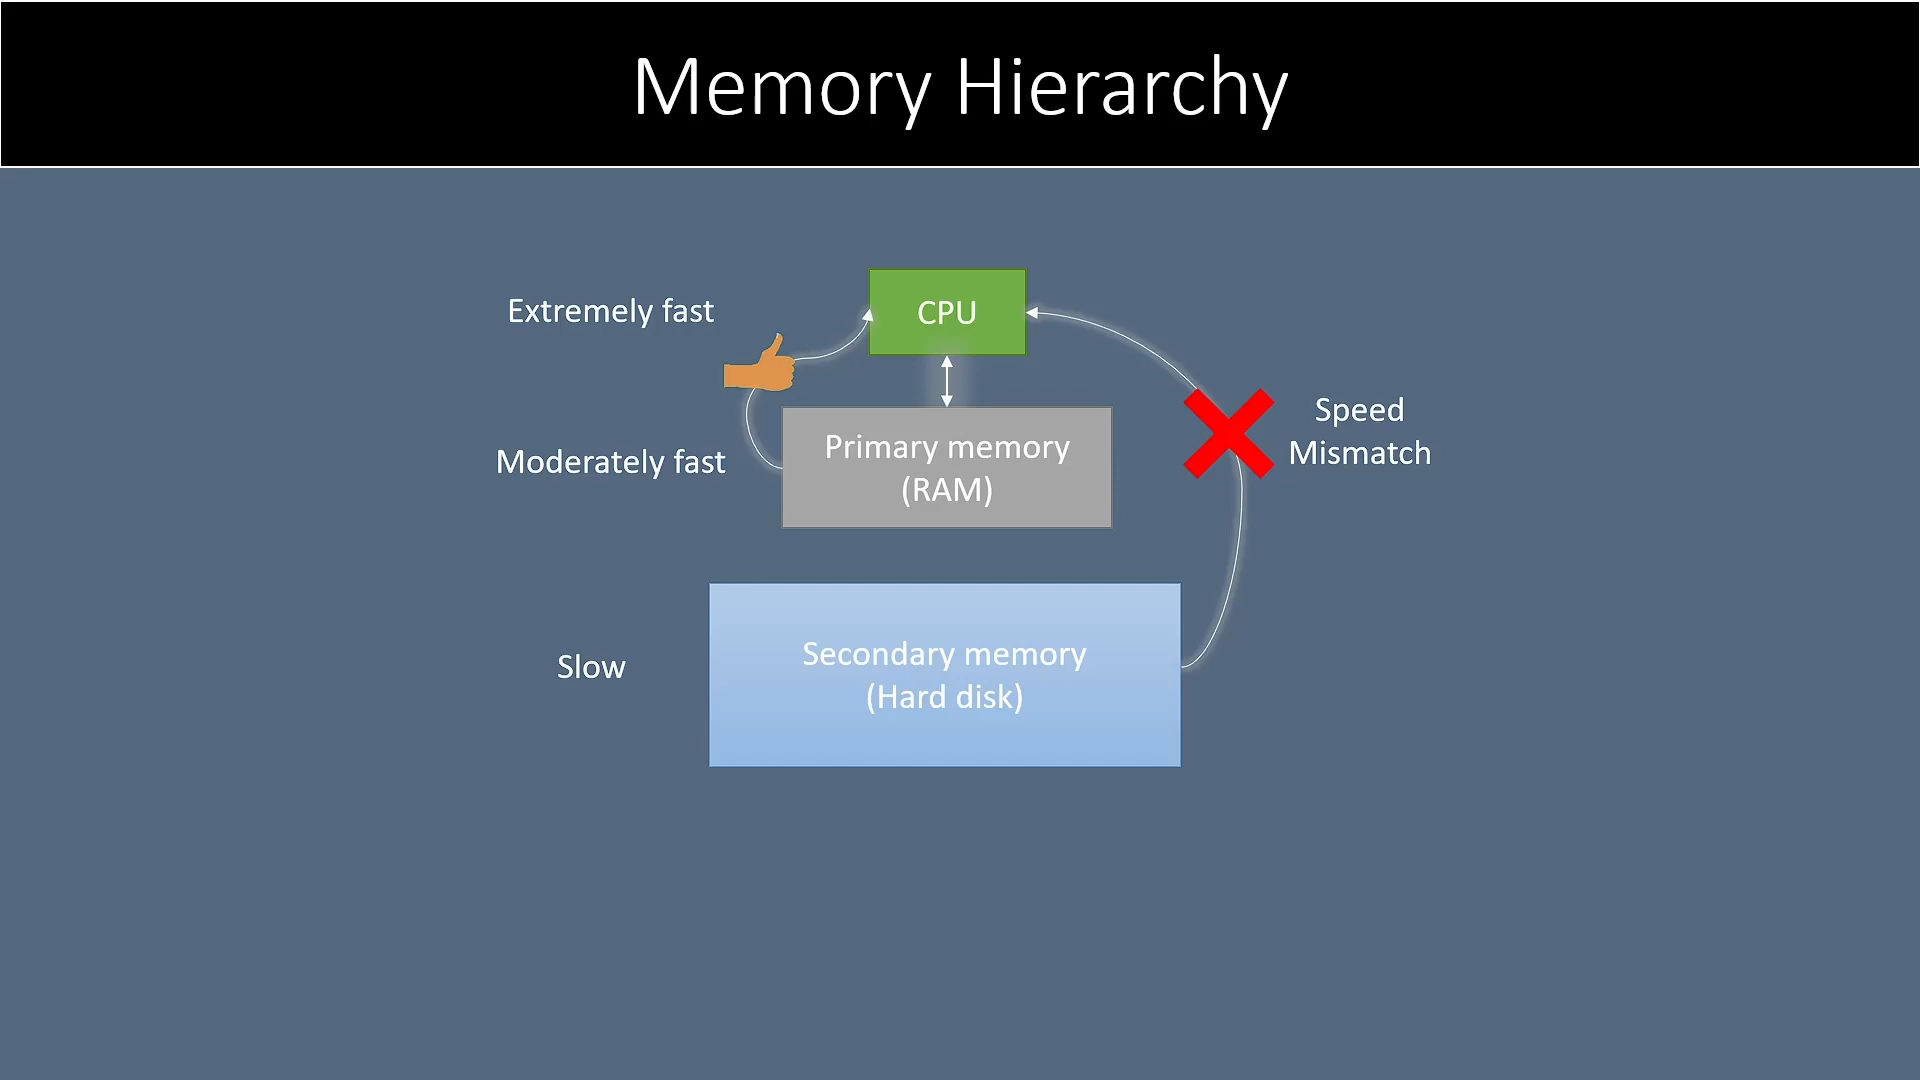 Memory Hierarchy
Extremely fast
CPU
Speed
Mismatch
Moderately fast
Primary memory
(RAM)
Slow
Secondary memory
(Hard disk)